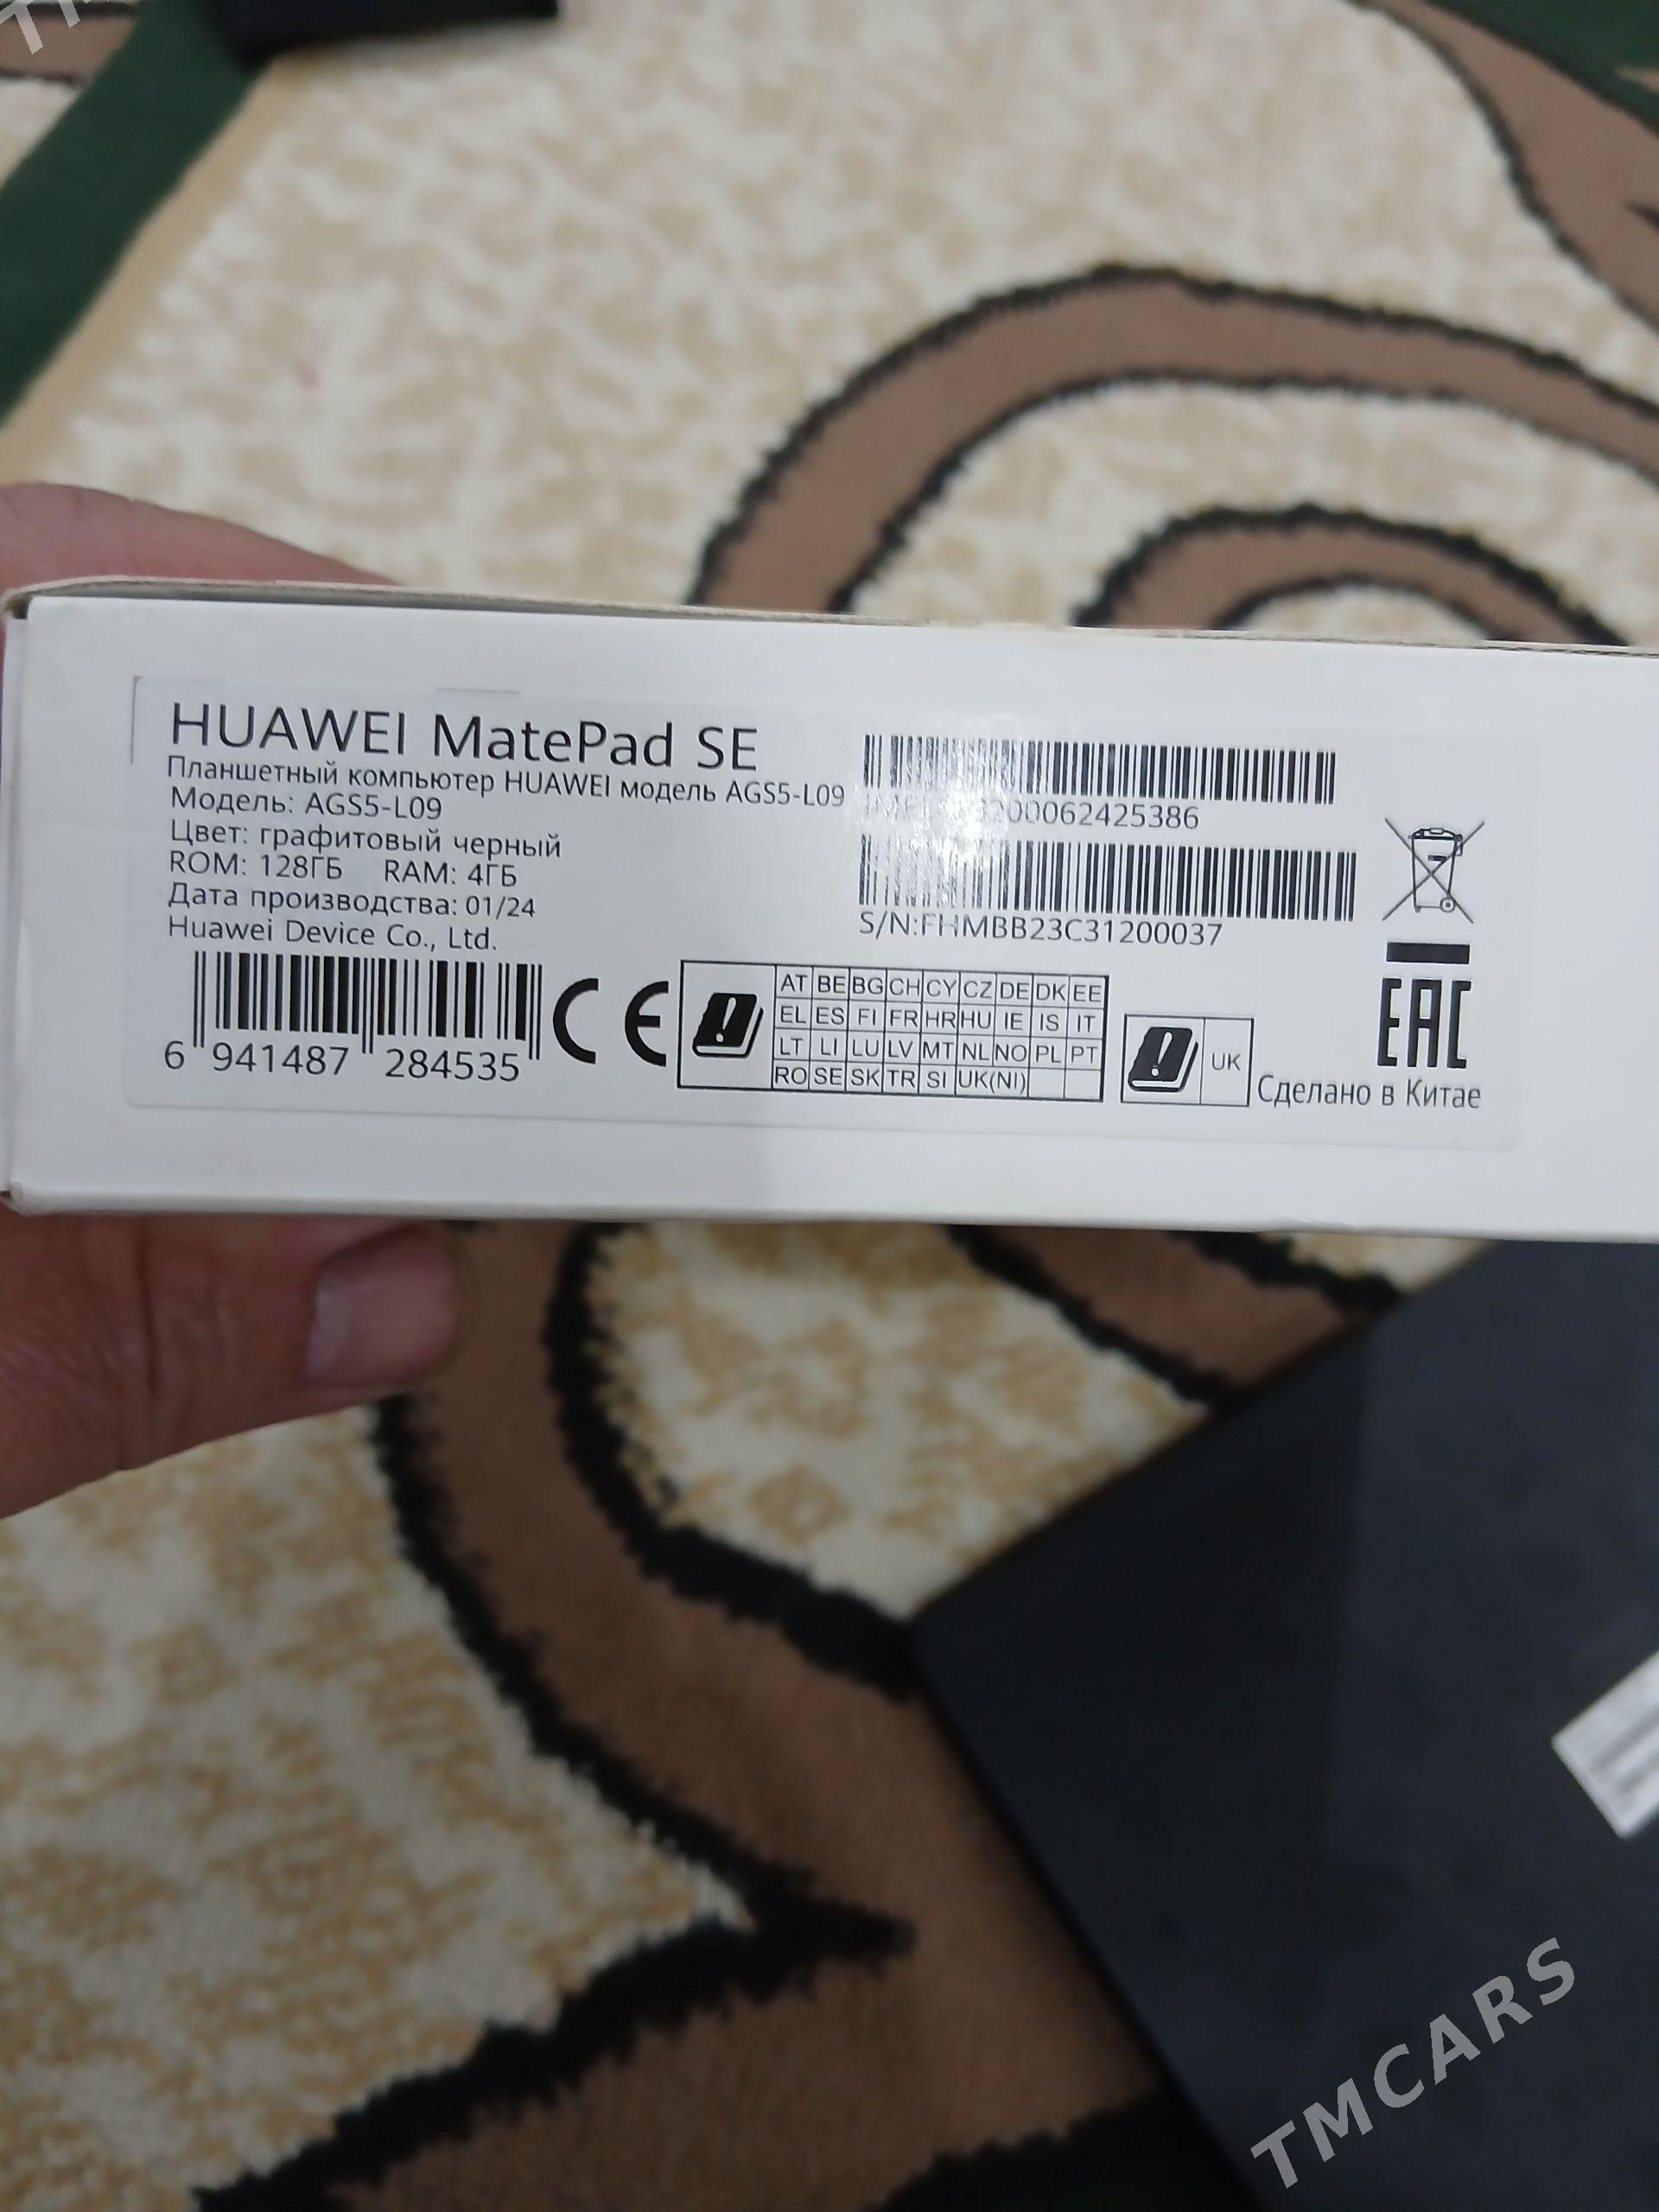 HUAWEI MatePad SE
Планшетный компьютер HUAWEI модель AGS5-L09
Модель: AGS5-L09
Цвет: графитовый черный
ROM: 128ГБ RAM: 4ГБ
Дата производства: 01/24
Huawei Device Co., Ltd.
6 941487 284535
CE
S/N:FHMBB23C31200037
AT BE BG CH CY CZ DE DK EE
EL ES FI FR HR HU IE IS IT
LT LI LU LV MT NL NO PL PT
RO SE SK TR SI UK(NI)
UK
EAC
Сделано в Китае
TMCARS